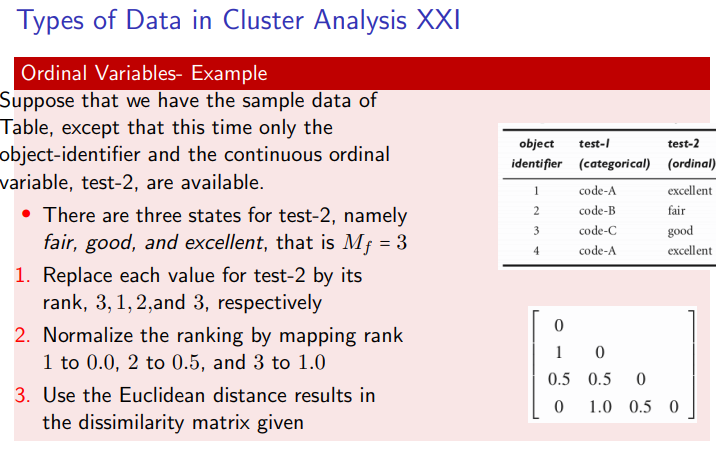 Types of Data in Cluster Analysis XXI
Ordinal Variables- Example
Suppose that we have the sample data of
Table, except that this time only the
object-identifier and the continuous ordinal
variable, test-2, are available.
• There are three states for test-2, namely
fair, good, and excellent, that is M_f = 3
1. Replace each value for test-2 by its
rank, 3, 1, 2,and 3, respectively
2. Normalize the ranking by mapping rank
1 to 0.0, 2 to 0.5, and 3 to 1.0
3. Use the Euclidean distance results in
the dissimilarity matrix given
object test-1 test-2
identifier (categorical) (ordinal)
1 code-A excellent
2 code-B fair
3 code-C good
4 code-A excellent
0
1 0
0.5 0.5 0
0 1.0 0.5 0